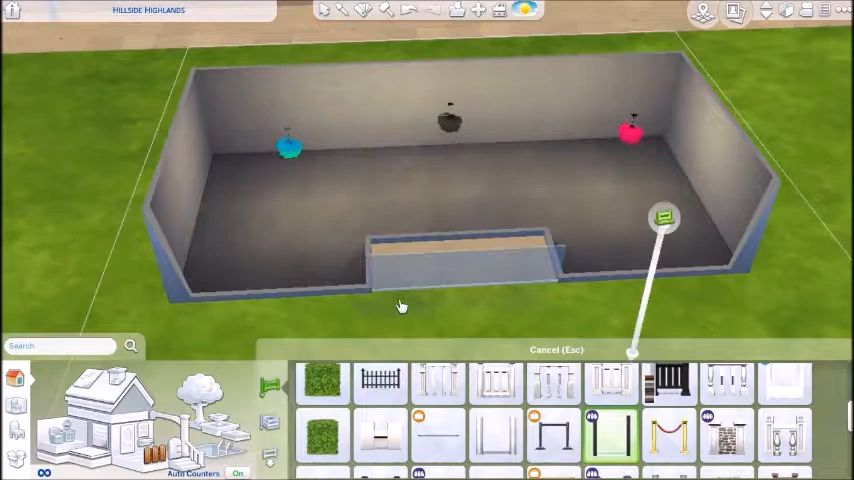 HILLSIDE HIGHLANDS
Search...
Cancel (Esc)
Auto Counters
On